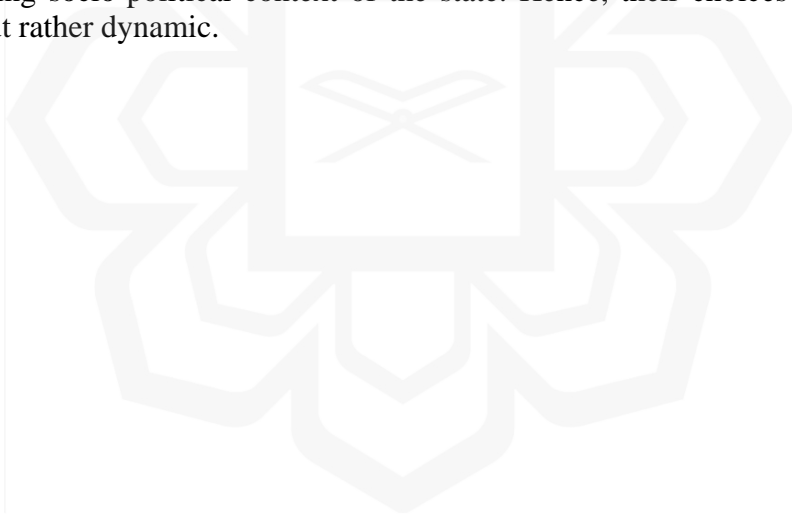 socio political context of the state. Hence, their choices
rather dynamic.